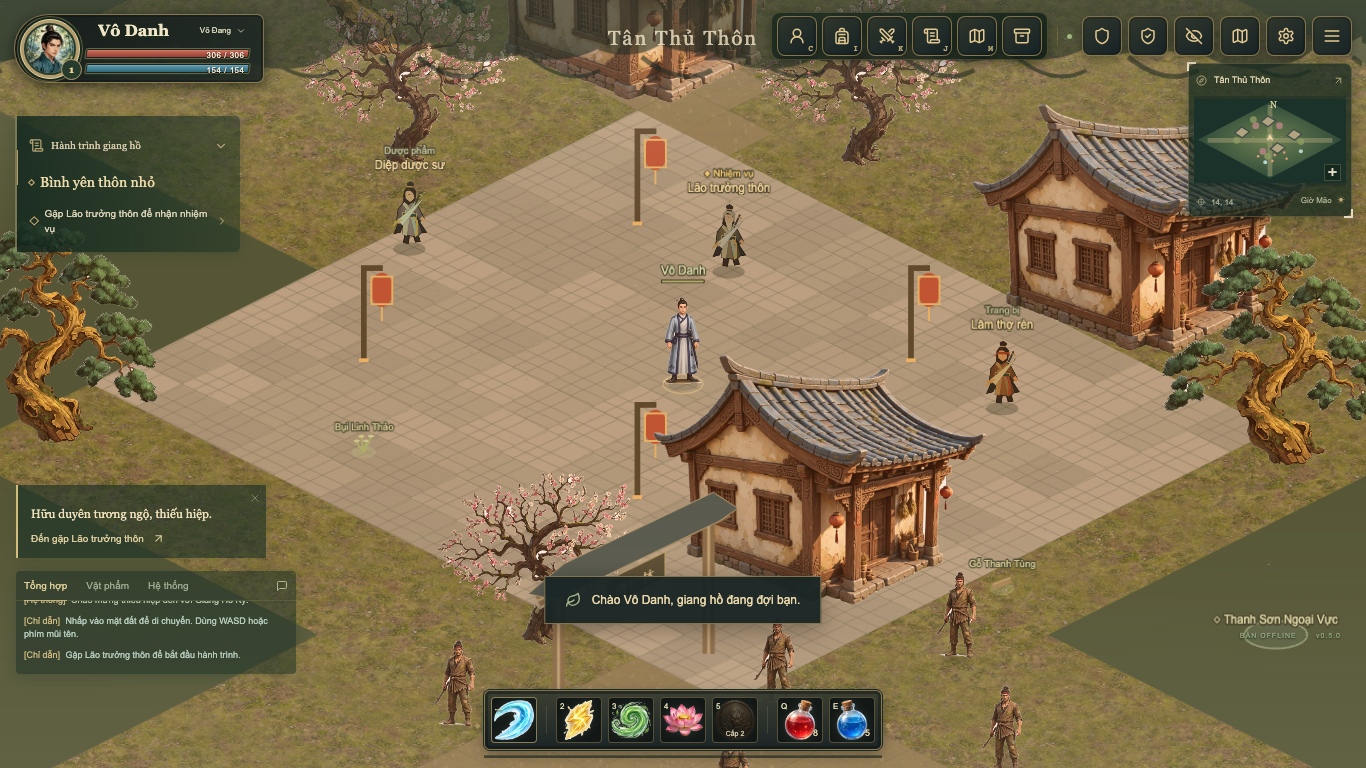 Vô Danh
Võ Đang
306 / 306
154 / 154
1
Tân Thủ Thôn
C
I
K
J
M
Tân Thủ Thôn
N
14, 14
Giờ Mão
Hành trình giang hồ
Bình yên thôn nhỏ
Gặp Lão trưởng thôn để nhận nhiệm
vụ
Dược phẩm
Diệp dược sư
Nhiệm vụ
Lão trưởng thôn
Vô Danh
Trang bị
Lâm thợ rèn
Bụi Linh Thảo
Gỗ Thanh Tùng
Thanh Sơn Ngoại Vực
BẢN OFFLINE
v0.5.0
Hữu duyên tương ngộ, thiếu hiệp.
Đến gặp Lão trưởng thôn
Tổng hợp
Vật phẩm
Hệ thống
[Chỉ dẫn] Nhấp vào mặt đất để di chuyển. Dùng WASD hoặc
phím mũi tên.
[Chỉ dẫn] Gặp Lão trưởng thôn để bắt đầu hành trình.
Chào Vô Danh, giang hồ đang đợi bạn.
2
3
4
5
Cấp 2
Q
8
E
5